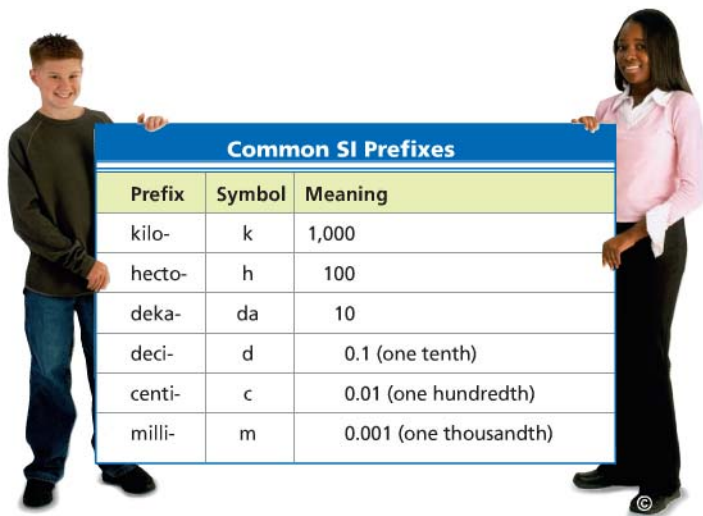 Common SI Prefixes
Prefix Symbol Meaning
kilo- k 1,000
hecto- h 100
deka- da 10
deci- d 0.1 (one tenth)
centi- c 0.01 (one hundredth)
milli- m 0.001 (one thousandth)
©